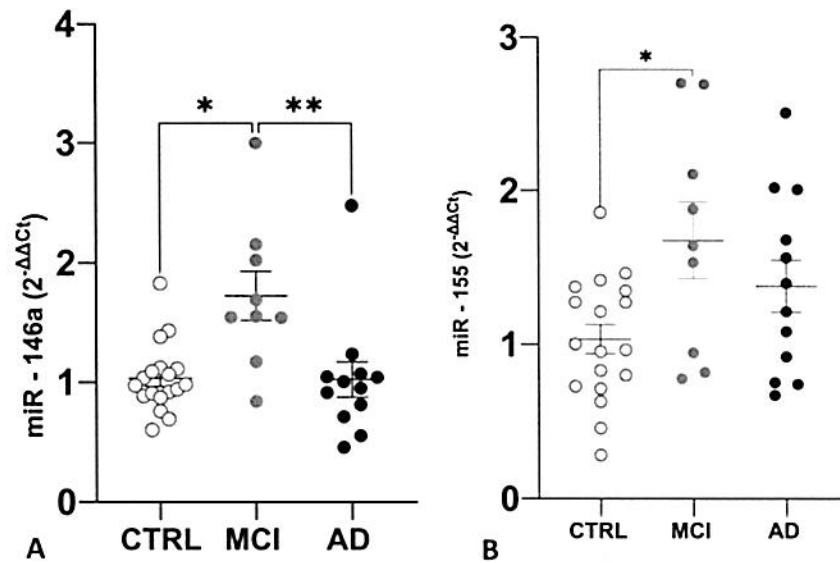 4
3
2
1
0
miR - 146a (2-ΔΔCt)
*
**
CTRL MCI AD
A
3
2
1
0
miR - 155 (2-ΔΔCt)
*
CTRL MCI AD
B